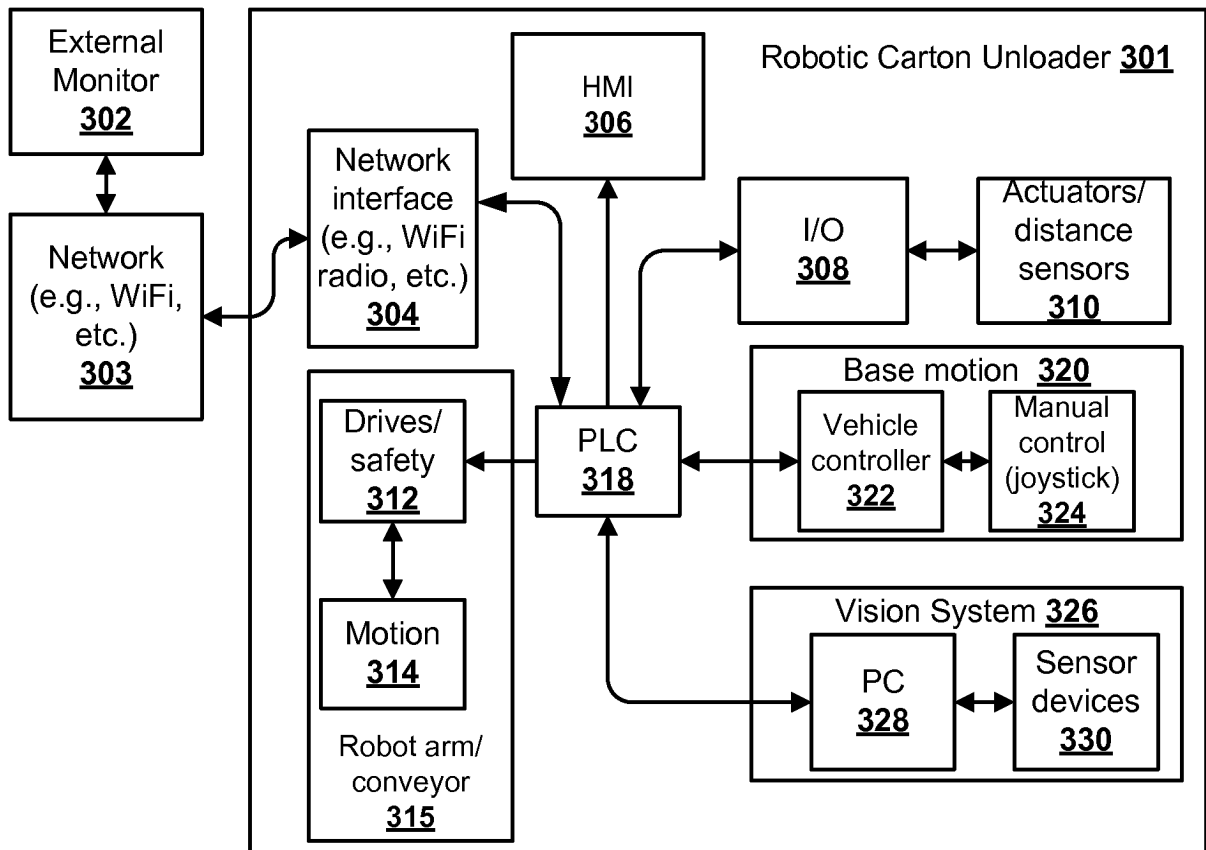 External
Monitor
302
Network
(e.g., WiFi,
etc.)
303
Robotic Carton Unloader 301
HMI
306
Network
interface
(e.g., WiFi
radio, etc.)
304
I/O
308
Actuators/
distance
sensors
310
Drives/
safety
312
Motion
314
Robot arm/
conveyor
315
PLC
318
Base motion 320
Vehicle
controller
322
Manual
control
(joystick)
324
Vision System 326
PC
328
Sensor
devices
330